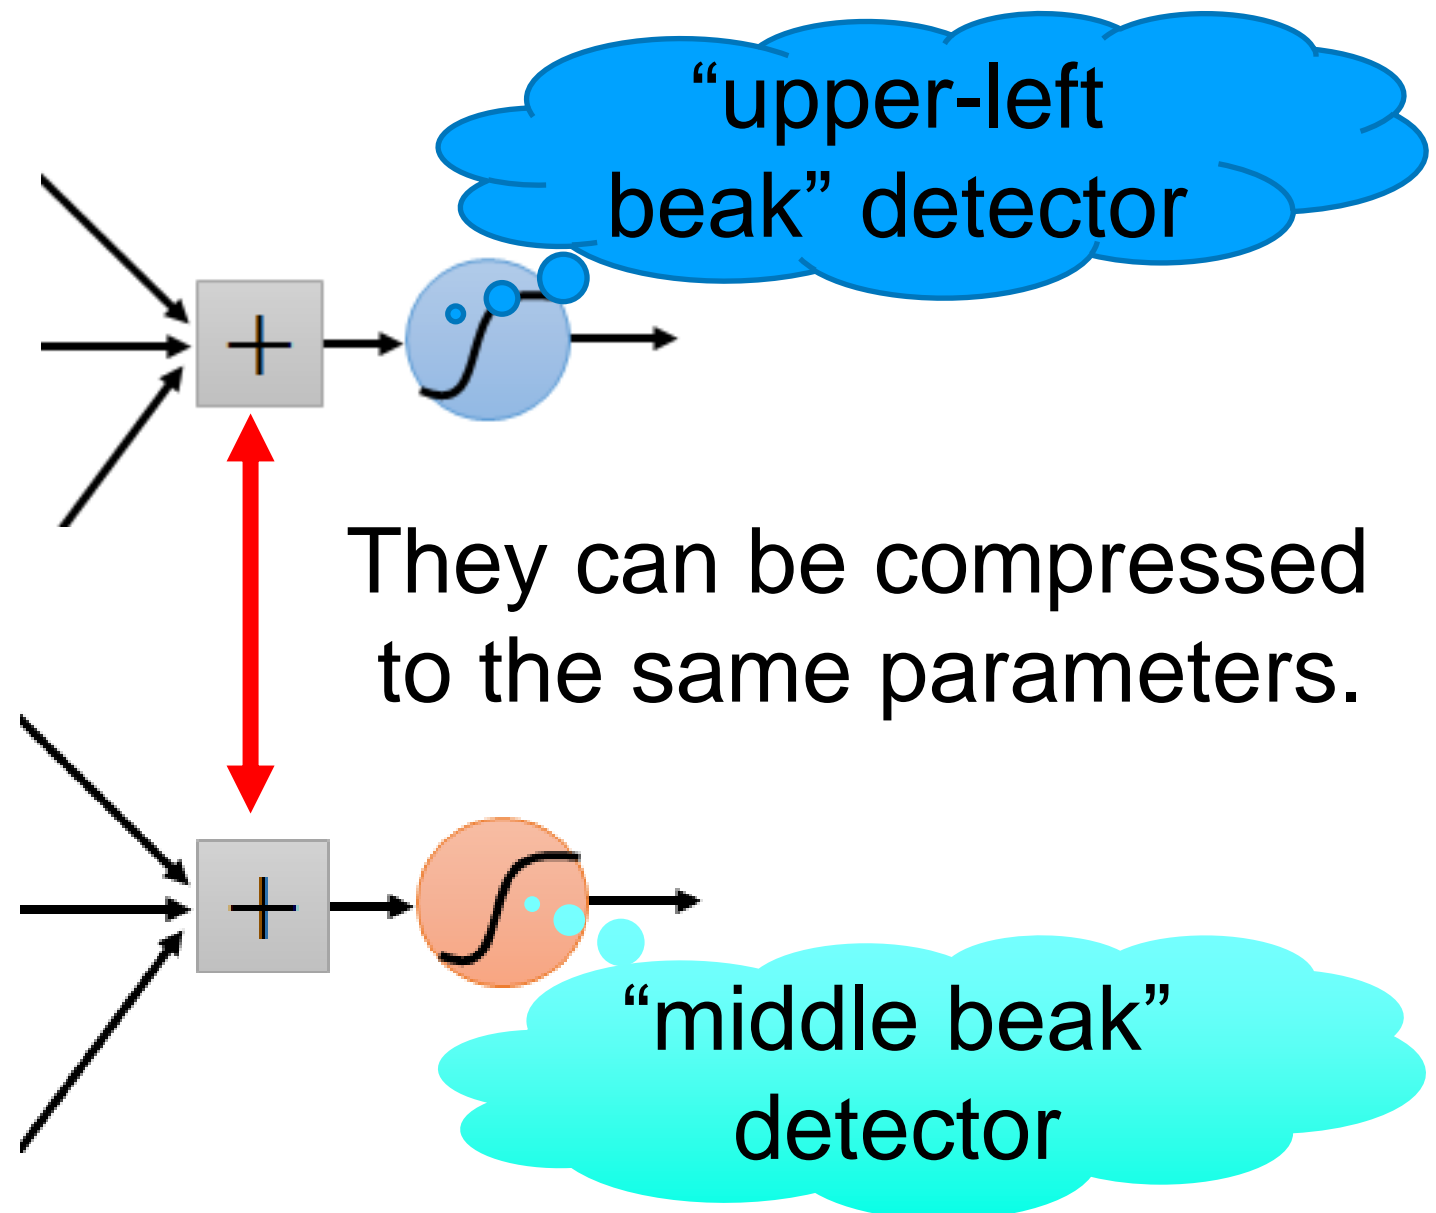 “upper-left
beak” detector
+
They can be compressed
to the same parameters.
+
“middle beak”
detector